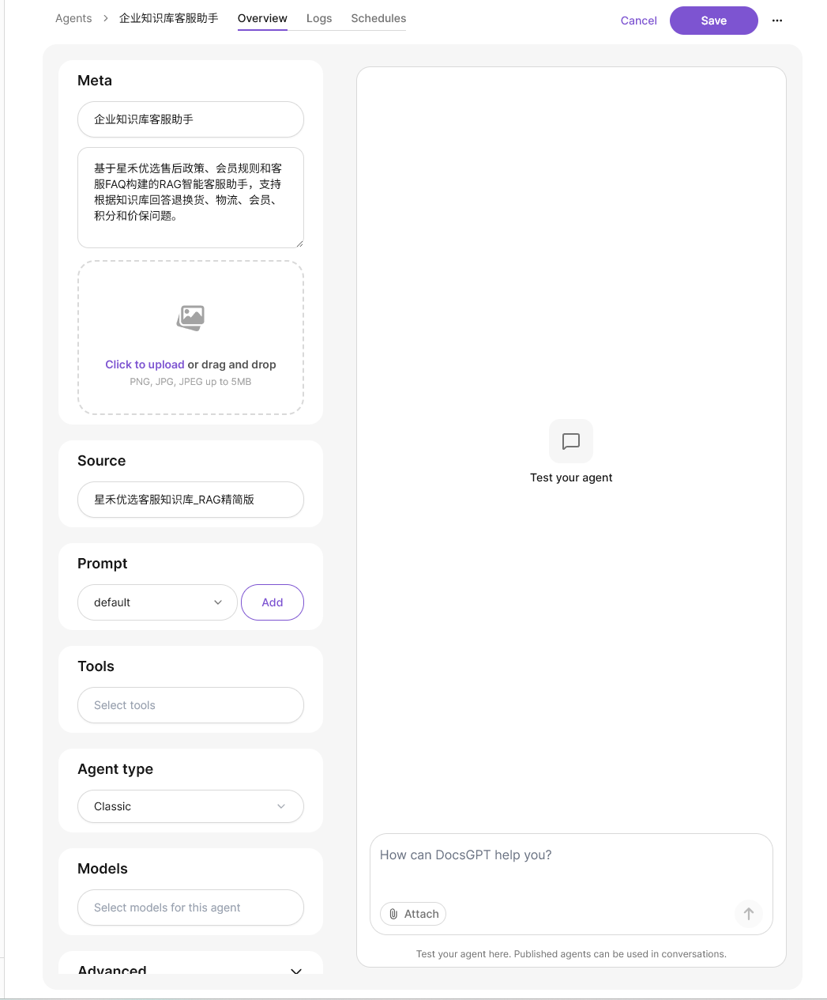 Agents > 企业知识库客服助手 Overview Logs Schedules Cancel Save ...
Meta
企业知识库客服助手
基于星禾优选售后政策、会员规则和客
服FAQ构建的RAG智能客服助手，支持
根据知识库回答退换货、物流、会员、
积分和价保问题。
Click to upload or drag and drop
PNG, JPG, JPEG up to 5MB
Source
星禾优选客服知识库_RAG精简版
Prompt
default Add
Tools
Select tools
Agent type
Classic
Models
Select models for this agent
Advanced
Test your agent
How can DocsGPT help you?
Attach
Test your agent here. Published agents can be used in conversations.